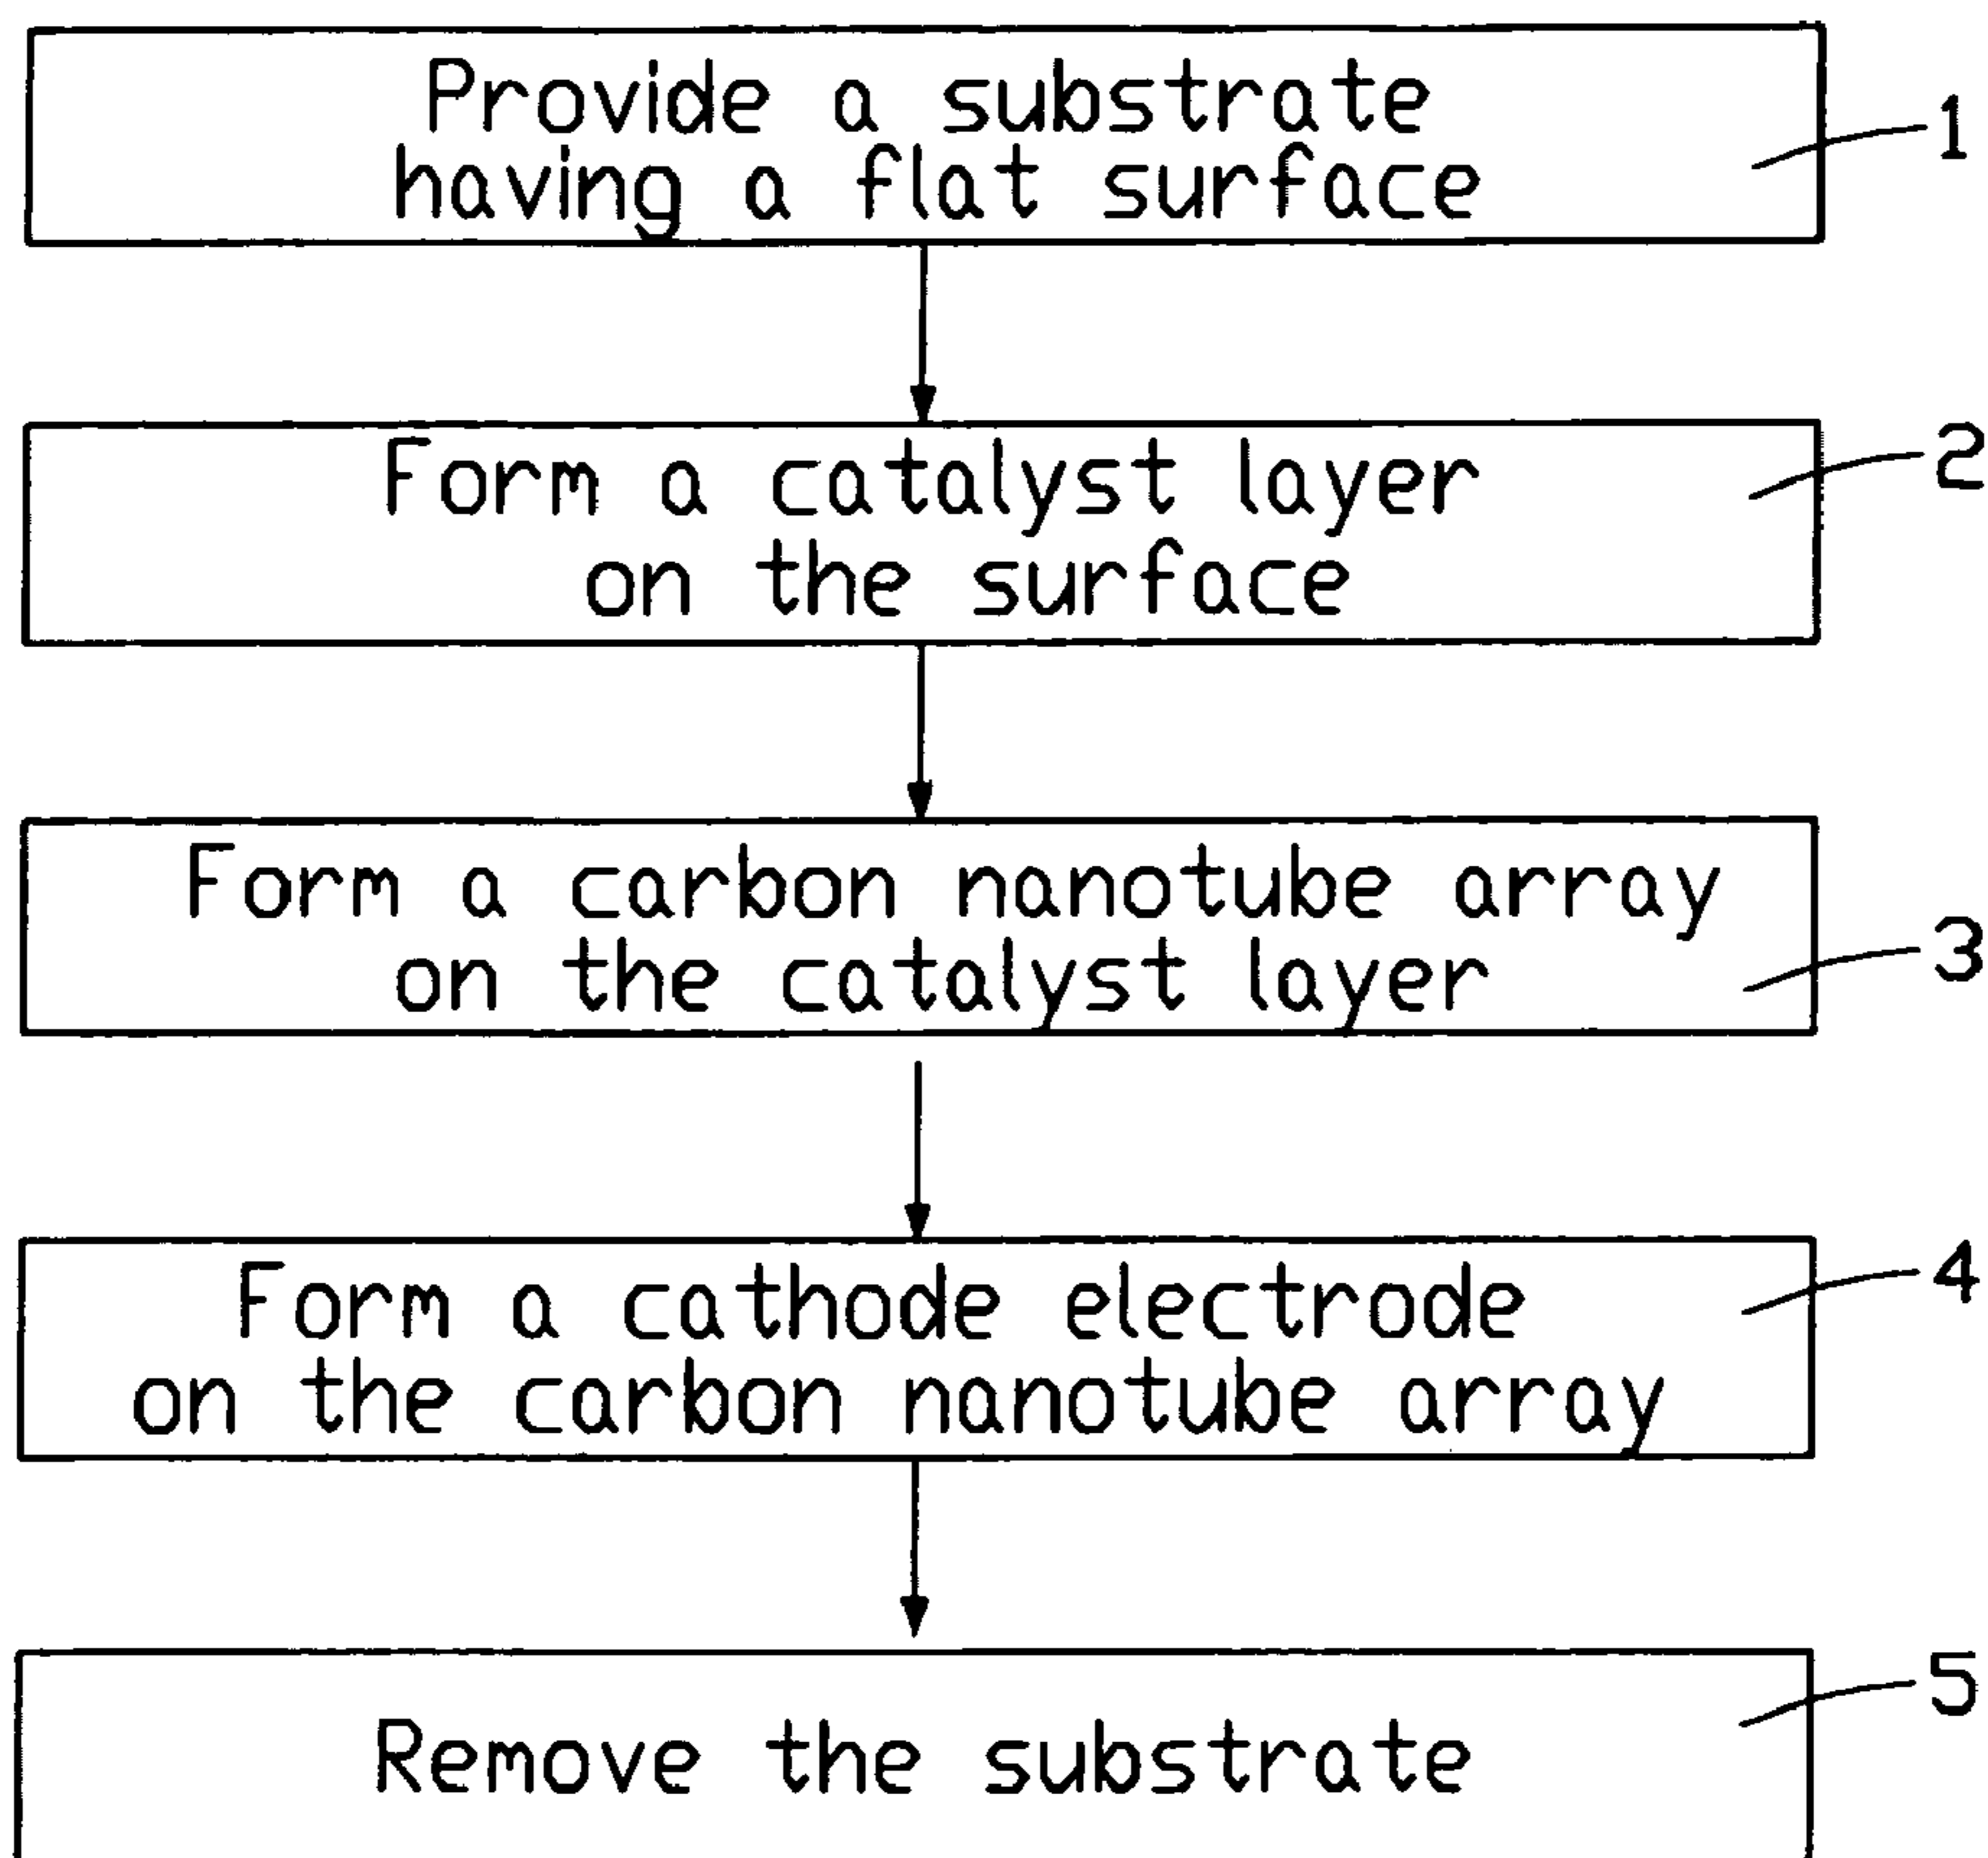 Provide a substrate
having a flat surface
1
Form a catalyst layer
on the surface
2
Form a carbon nanotube array
on the catalyst layer
3
Form a cathode electrode
on the carbon nanotube array
4
Remove the substrate
5